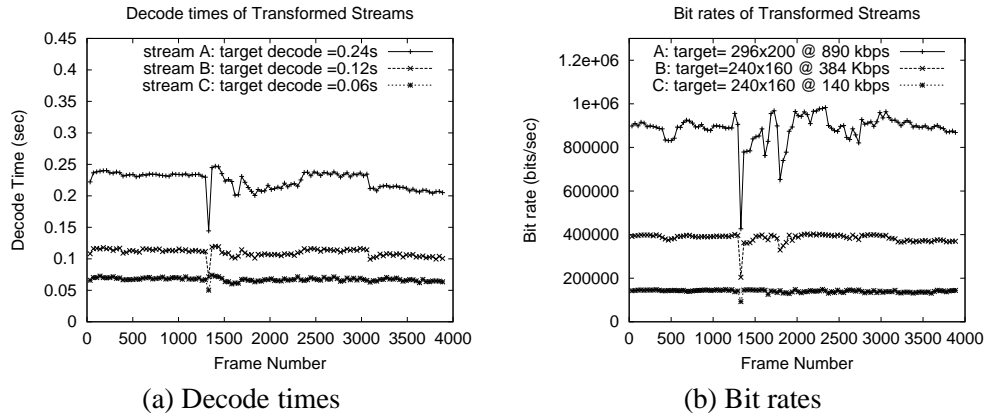 Decode times of Transformed Streams
0.45
0.4
0.35
0.3
0.25
0.2
0.15
0.1
0.05
0
Decode Time (sec)
stream A: target decode =0.24s
stream B: target decode =0.12s
stream C: target decode =0.06s
0 500 1000 1500 2000 2500 3000 3500 4000
Frame Number
(a) Decode times
Bit rates of Transformed Streams
1.2e+06
1e+06
800000
600000
400000
200000
0
Bit rate (bits/sec)
A: target= 296x200 @ 890 kbps
B: target=240x160 @ 384 Kbps
C: target= 240x160 @ 140 kbps
0 500 1000 1500 2000 2500 3000 3500 4000
Frame Number
(b) Bit rates